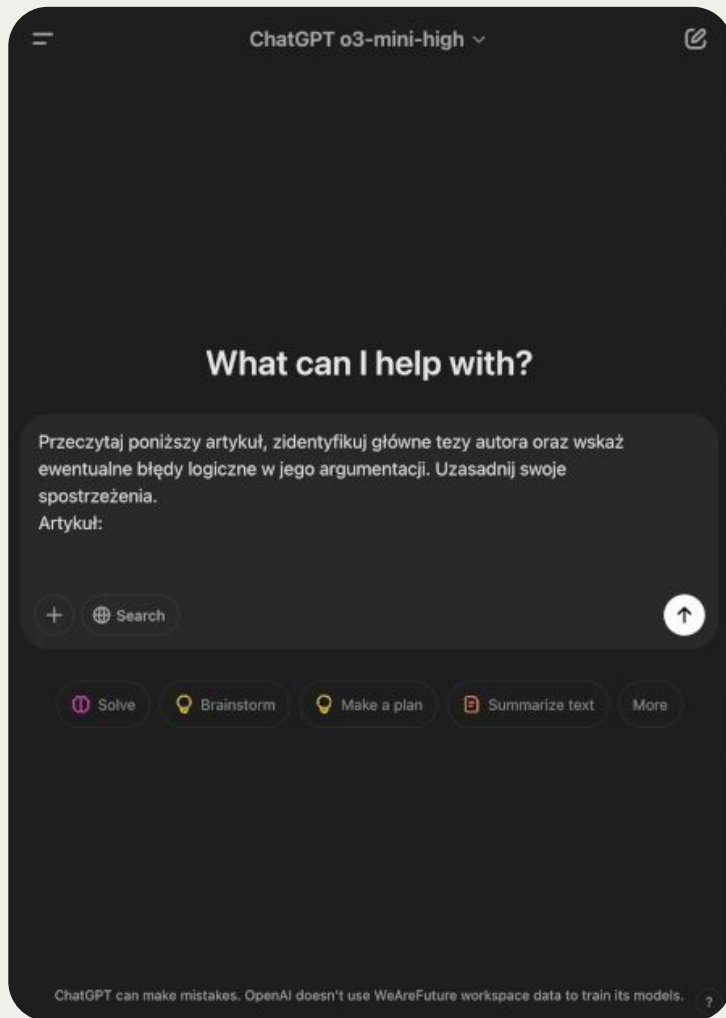 ChatGPT o3-mini-high
What can I help with?
Przeczytaj poniższy artykuł, zidentyfikuj główne tezy autora oraz wskaż
ewentualne błędy logiczne w jego argumentacji. Uzasadnij swoje
spostrzeżenia.
Artykuł:
Search
Solve
Brainstorm
Make a plan
Summarize text
More
ChatGPT can make mistakes. OpenAI doesn't use WeAreFuture workspace data to train its models.
?